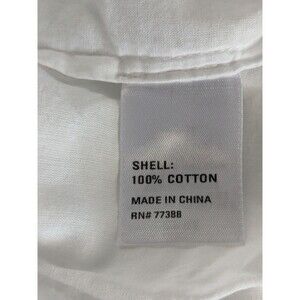 SHELL:
100% COTTON
MADE IN CHINA
RN# 77388